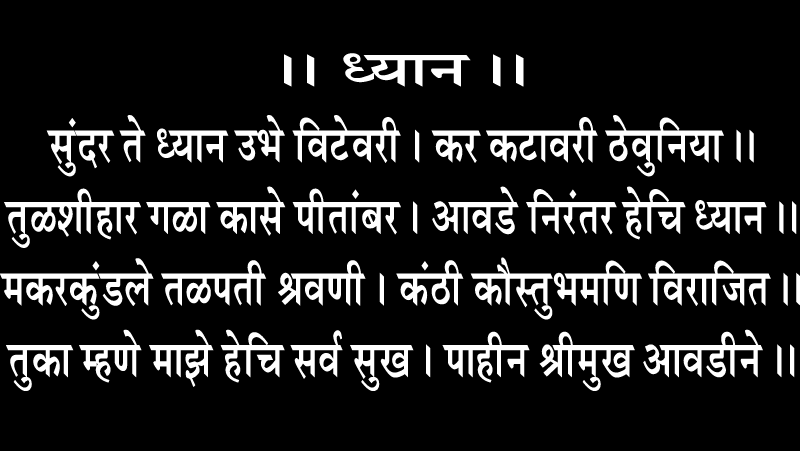 ।। ध्यान ।।
सुंदर ते ध्यान उभे विटेवरी । कर कटावरी ठेवुनिया ।।
तुळशीहार गळा कासे पीतांबर । आवडे निरंतर हेचि ध्यान ।।
मकरकुंडले तळपती श्रवणी । कंठी कौस्तुभमणि विराजित ।।
तुका म्हणे माझे हेचि सर्व सुख । पाहीन श्रीमुख आवडीने ।।